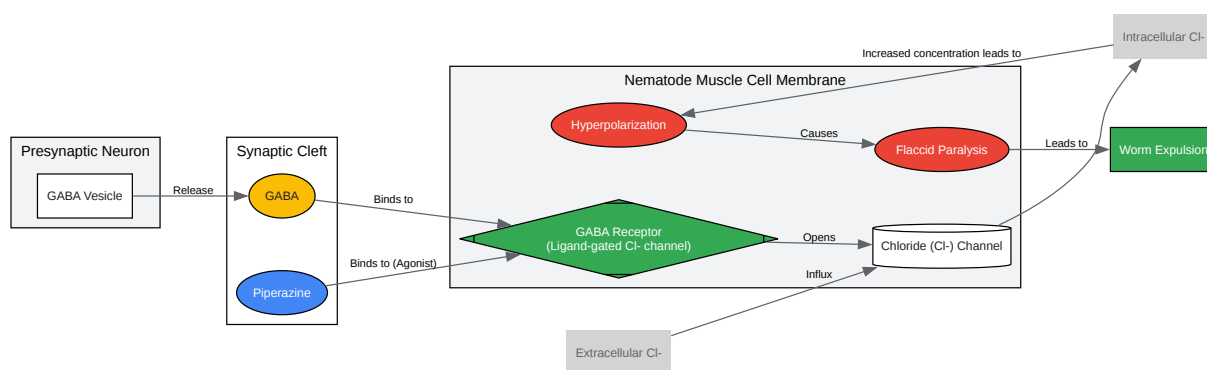 Intracellular Cl-
Increased concentration leads to
Nematode Muscle Cell Membrane
Hyperpolarization
Causes
Flaccid Paralysis
Leads to
Worm Expulsion
Presynaptic Neuron
GABA Vesicle
Release
Synaptic Cleft
GABA
Binds to
Piperazine
Binds to (Agonist)
GABA Receptor
(Ligand-gated Cl- channel)
Opens
Chloride (Cl-) Channel
Influx
Extracellular Cl-